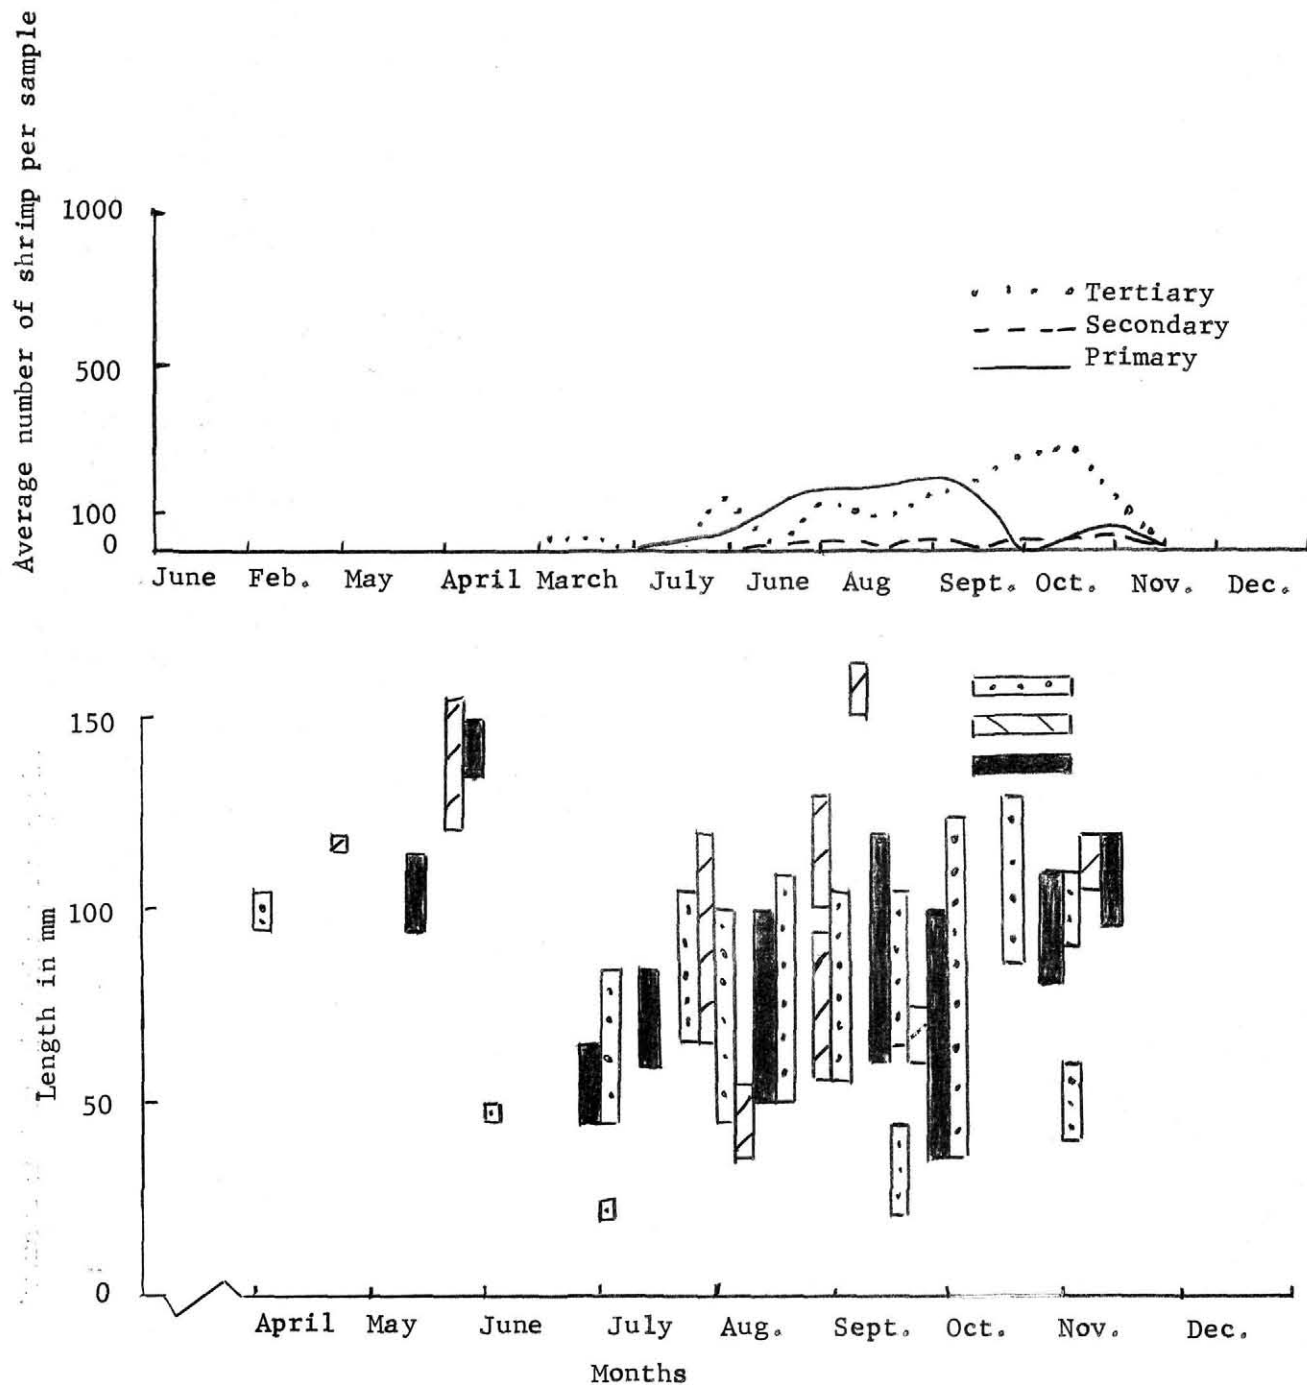 Average number of shrimp per sample
1000
500
100
0
Tertiary
Secondary
Primary
June Feb. May April March July June Aug Sept. Oct. Nov. Dec.
150
100
50
0
Length in mm
April May June July Aug. Sept. Oct. Nov. Dec.
Months